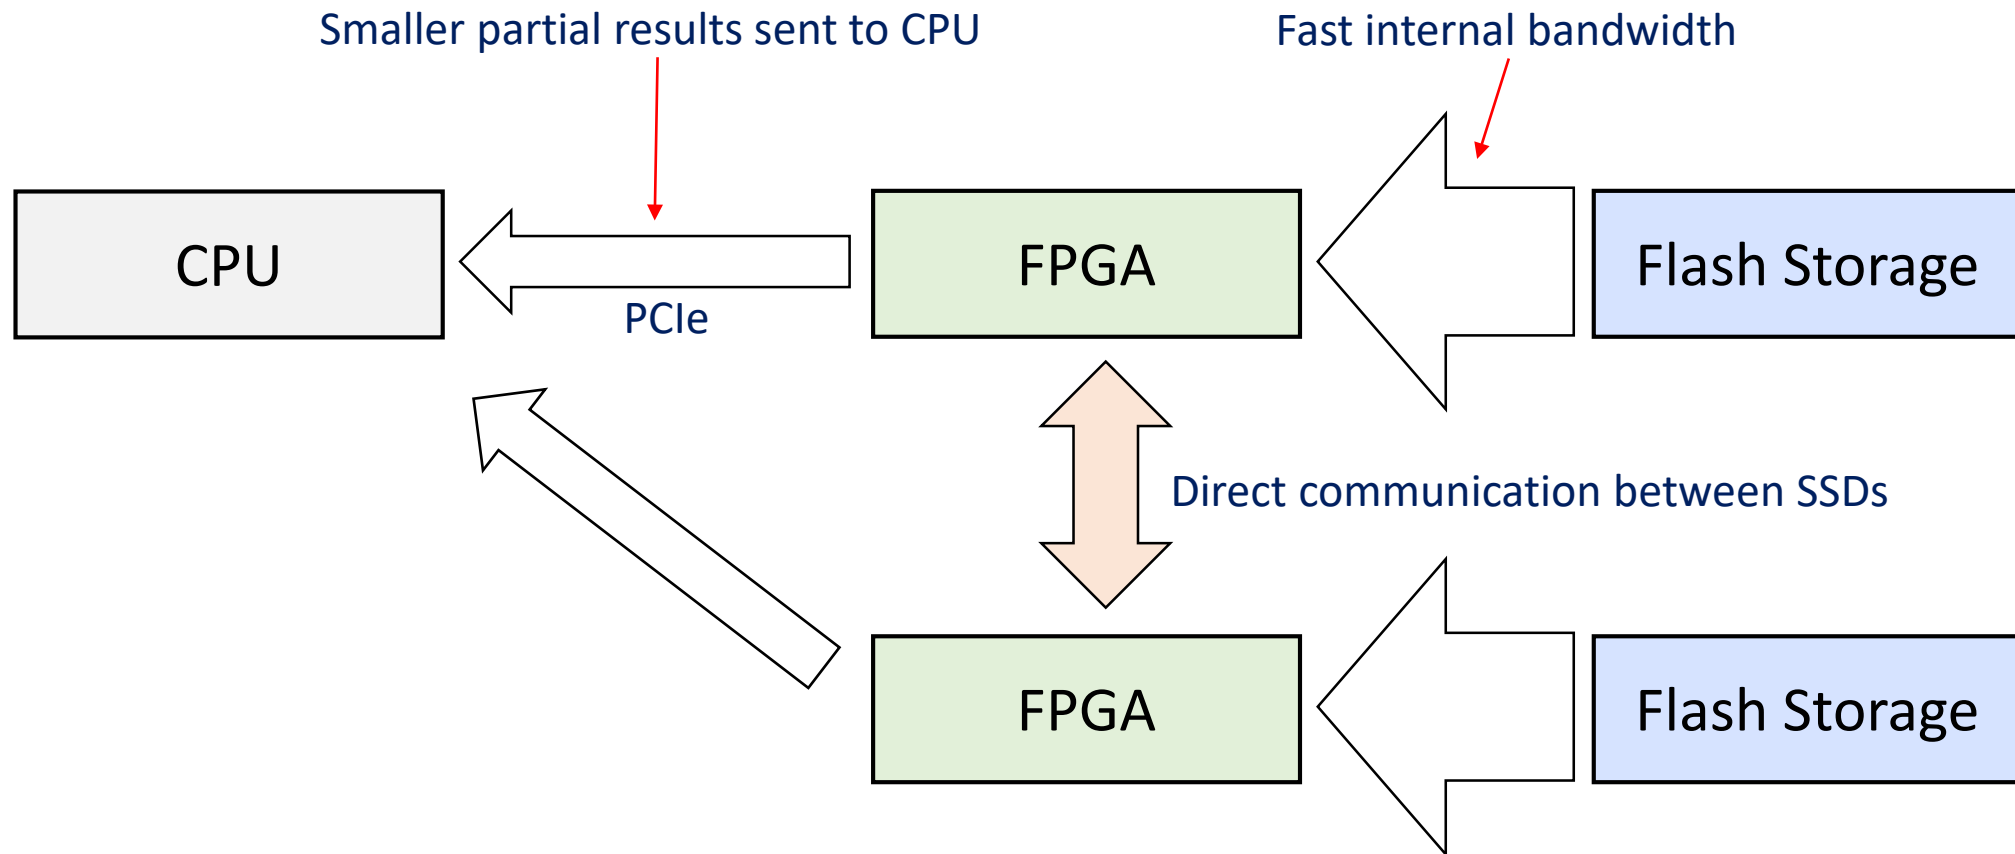 Smaller partial results sent to CPU
Fast internal bandwidth
CPU
FPGA
Flash Storage
PCIe
Direct communication between SSDs
FPGA
Flash Storage